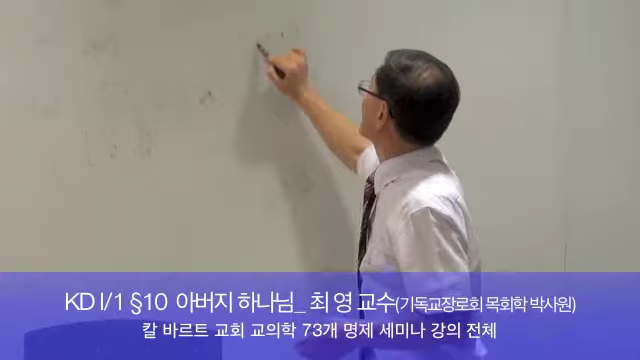 KD I/1 §10 아버지 하나님_ 최 영 교수(기독교장로회 목회학 박사원)
칼 바르트 교회 교의학 73개 명제 세미나 강의 전체